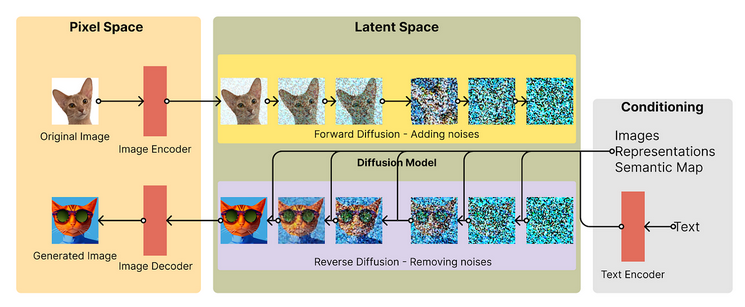 Pixel Space
Latent Space
Original Image
Image Encoder
Forward Diffusion - Adding noises
Conditioning
Images
Representations
Semantic Map
Diffusion Model
Generated Image
Image Decoder
Reverse Diffusion - Removing noises
Text
Text Encoder